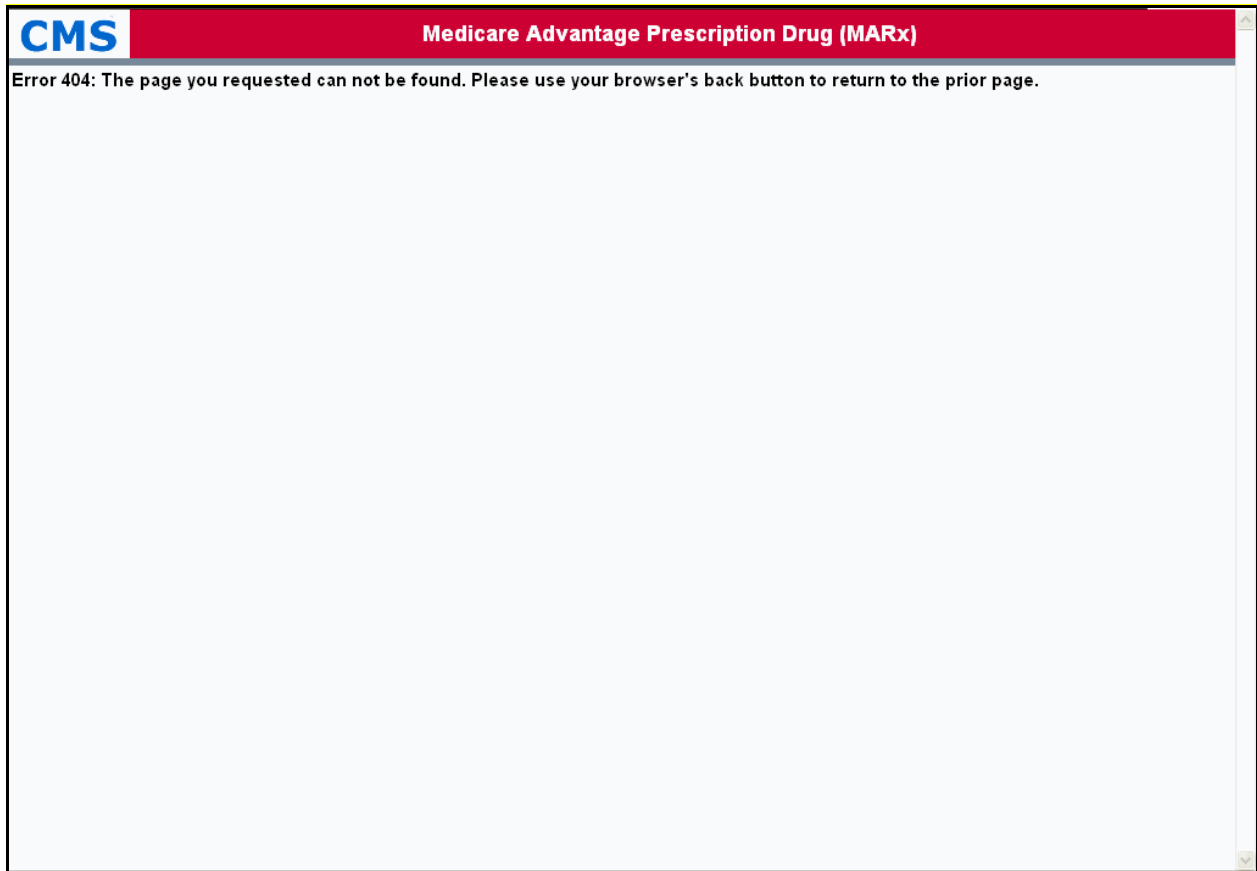 CMS
Medicare Advantage Prescription Drug (MARx)
Error 404: The page you requested can not be found. Please use your browser's back button to return to the prior page.